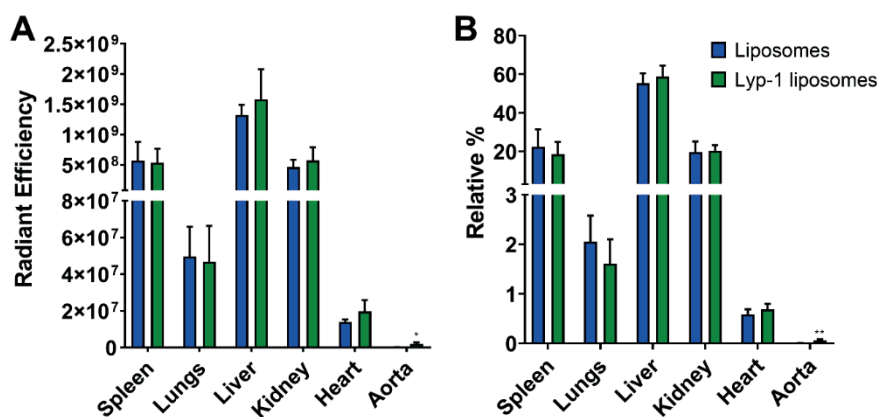 A
Radiant Efficiency
2.5×10⁹
2×10⁹
1.5×10⁹
1×10⁹
5×10⁸
8×10⁷
6×10⁷
4×10⁷
2×10⁷
0
Spleen
Lungs
Liver
Kidney
Heart
Aorta
*
B
Relative %
80
60
40
20
3
2
1
0
Spleen
Lungs
Liver
Kidney
Heart
Aorta
**
Liposomes
Lyp-1 liposomes